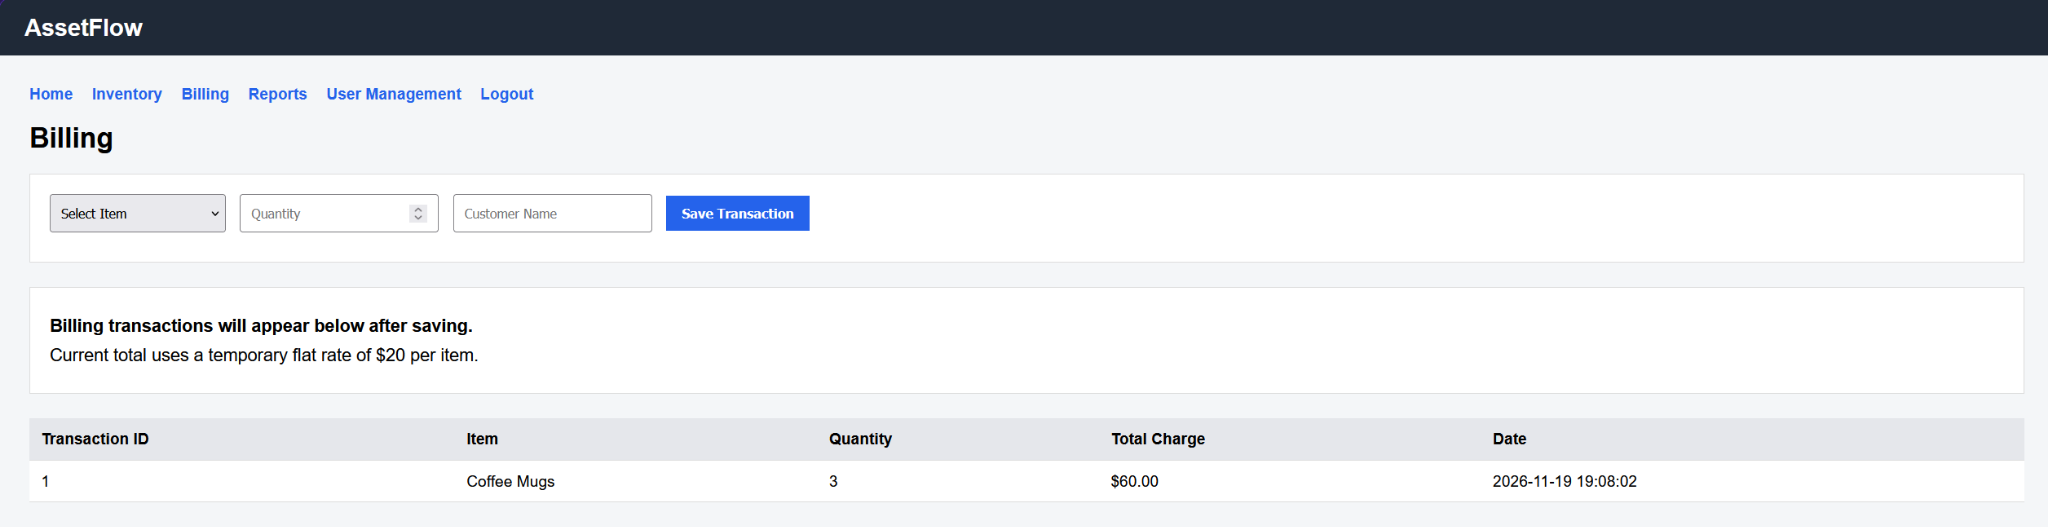 AssetFlow
Home Inventory Billing Reports User Management Logout
Billing
Select Item Quantity Customer Name Save Transaction
Billing transactions will appear below after saving.
Current total uses a temporary flat rate of $20 per item.
Transaction ID Item Quantity Total Charge Date
1 Coffee Mugs 3 $60.00 2026-11-19 19:08:02